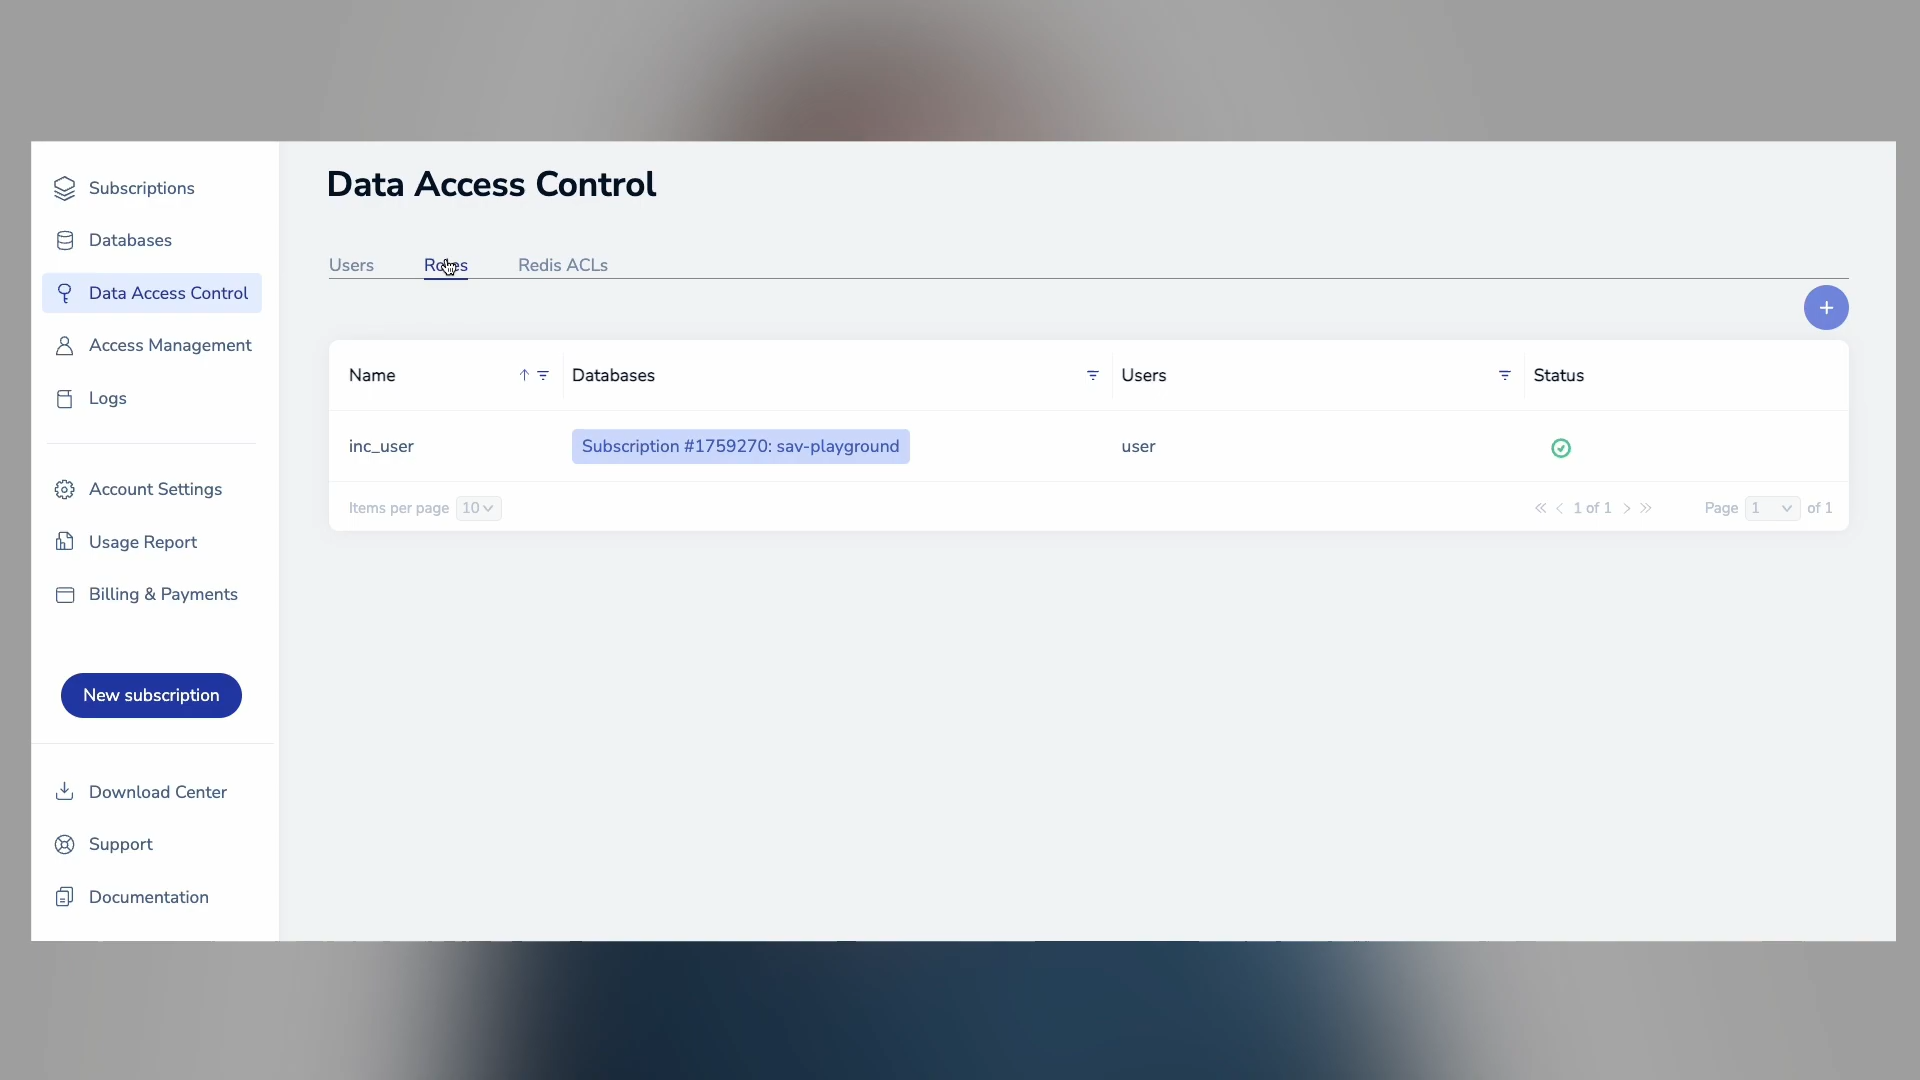 Subscriptions
Databases
Data Access Control
Access Management
Logs
Account Settings
Usage Report
Billing & Payments
New subscription
Download Center
Support
Documentation
Data Access Control
Users Roles Redis ACLs
+
Name Databases Users Status
inc_user Subscription #1759270: sav-playground user
Items per page 10 1 of 1 Page 1 of 1